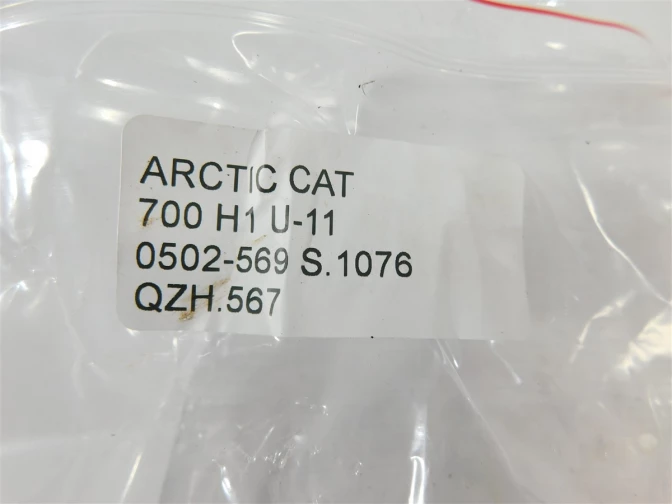 ARCTIC CAT
700 H1 U-11
0502-569 S.1076
QZH.567